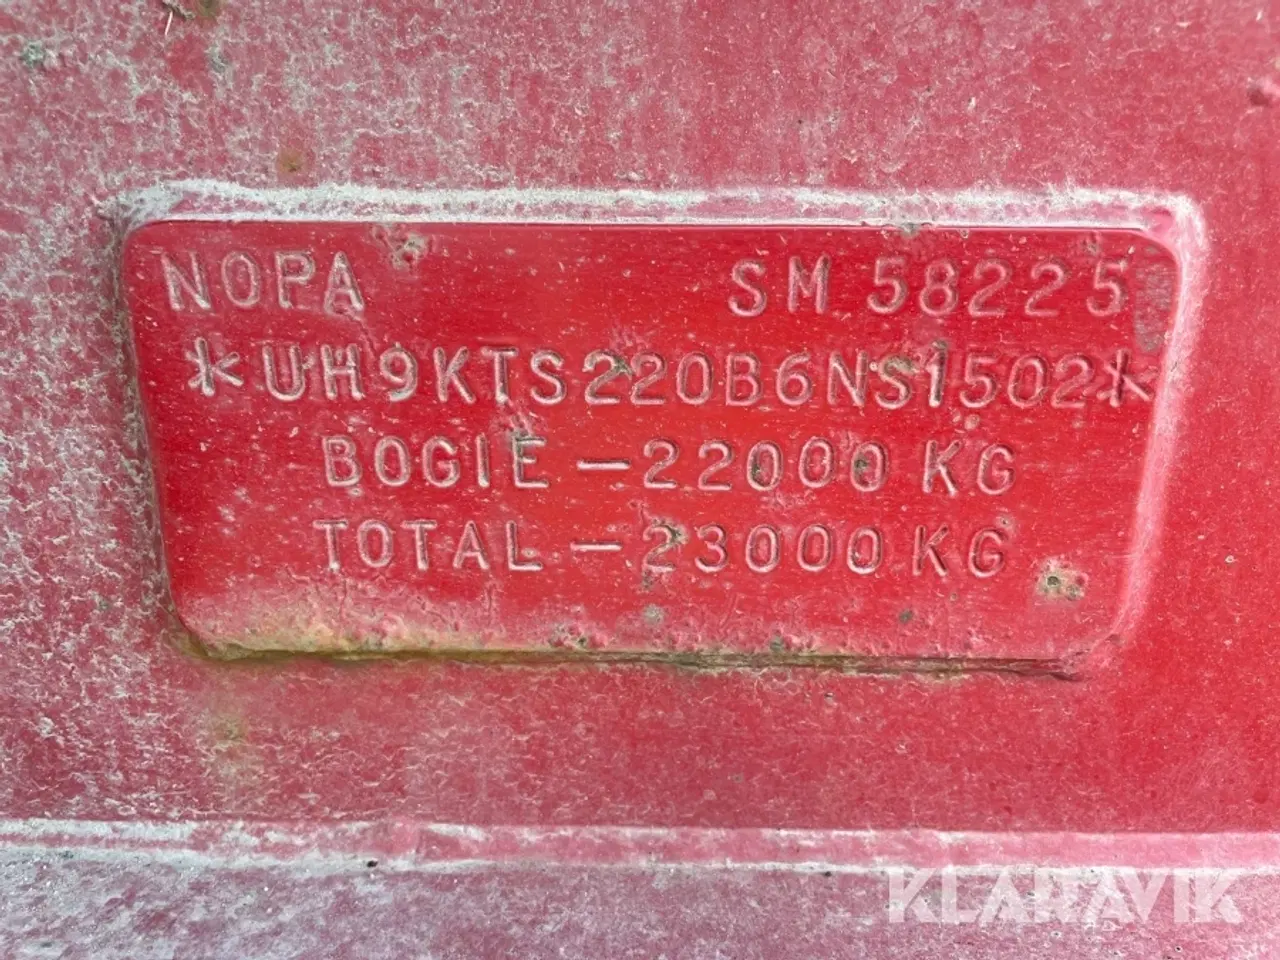 NOPA SM 58225
*UH9KTS220B6NS1502*
BOGIE -22000 KG
TOTAL -23000 KG
KLARAVIK